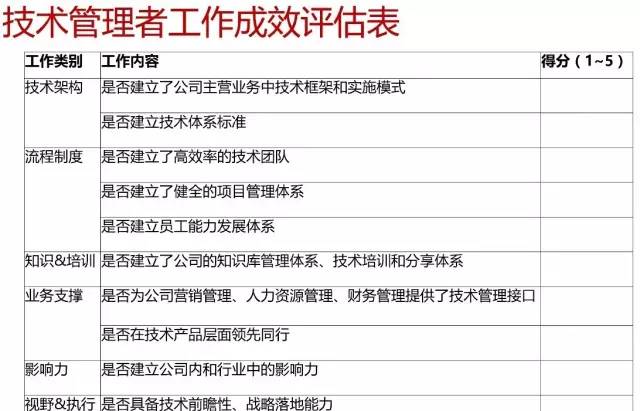 技术管理者工作成效评估表
工作类别 工作内容 得分（1~5）
技术架构 是否建立了公司主营业务中技术框架和实施模式
是否建立技术体系标准
流程制度 是否建立了高效率的技术团队
是否建立了健全的项目管理体系
是否建立员工能力发展体系
知识&培训 是否建立了公司的知识库管理体系、技术培训和分享体系
业务支撑 是否为公司营销管理、人力资源管理、财务管理提供了技术管理接口
是否在技术产品层面领先同行
影响力 是否建立公司内和行业中的影响力
视野&执行 是否具备技术前瞻性、战略落地能力